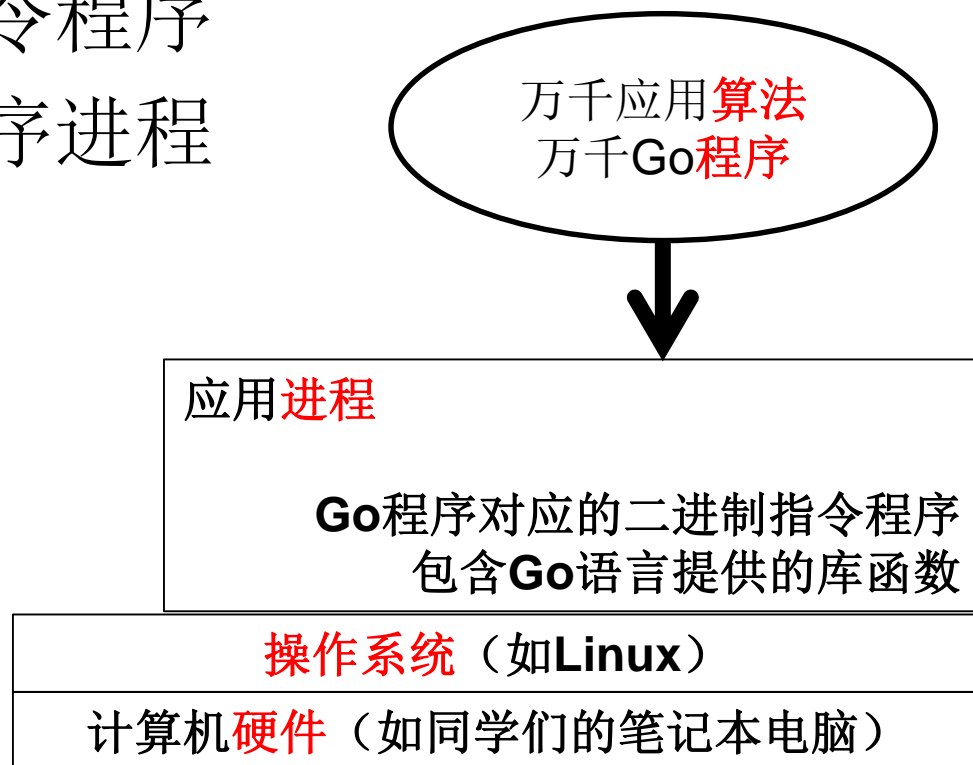 令程序
序进程
万千应用算法
万千Go程序
应用进程
Go程序对应的二进制指令程序
包含Go语言提供的库函数
操作系统（如Linux）
计算机硬件（如同学们的笔记本电脑）